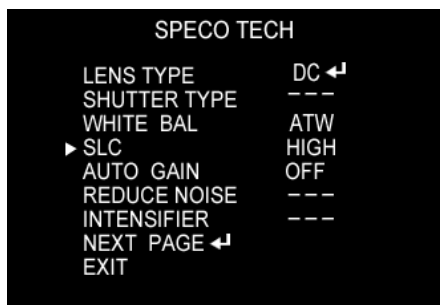 SPECO TECH
LENS TYPE DC ↵
SHUTTER TYPE ---
WHITE BAL ATW
▶ SLC HIGH
AUTO GAIN OFF
REDUCE NOISE ---
INTENSIFIER ---
NEXT PAGE ↵
EXIT